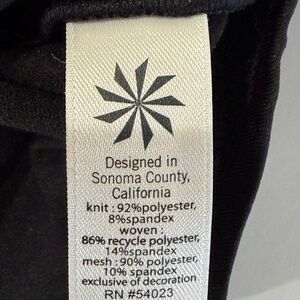 Designed in
Sonoma County,
California
knit : 92%polyester,
8%spandex
woven :
86% recycle polyester,
14%spandex
mesh : 90% polyester,
10% spandex
exclusive of decoration
RN #54023